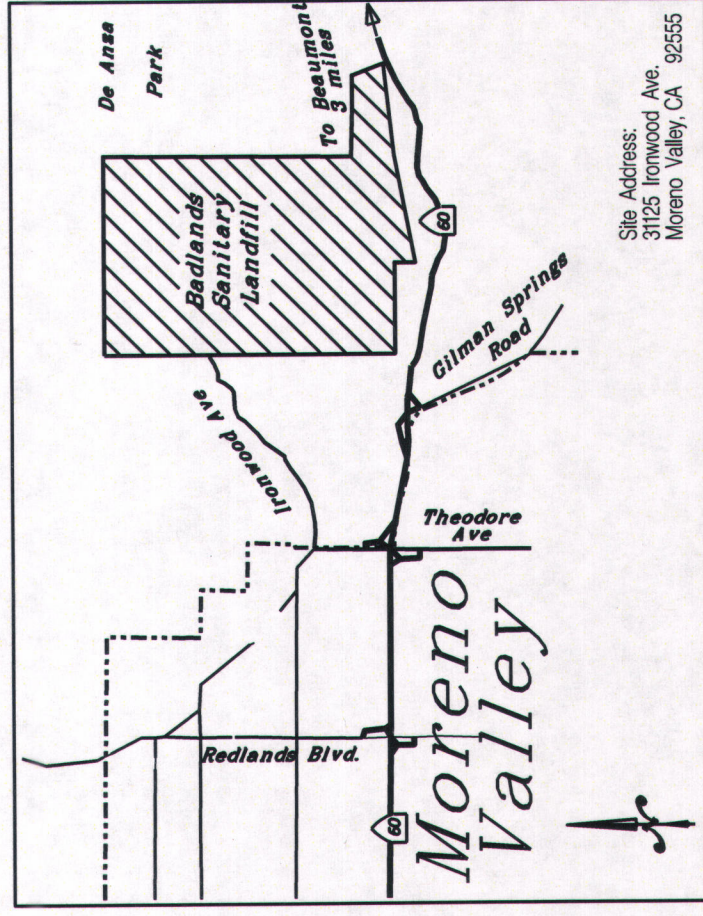 De Anza
Park
To Beaumont
3 miles
Badlands
Sanitary
Landfill
60
Gilman Springs
Road
Ironwood Ave
Theodore
Ave
Redlands Blvd.
60
Moreno
Valley
Site Address:
31125 Ironwood Ave.
Moreno Valley, CA 92555